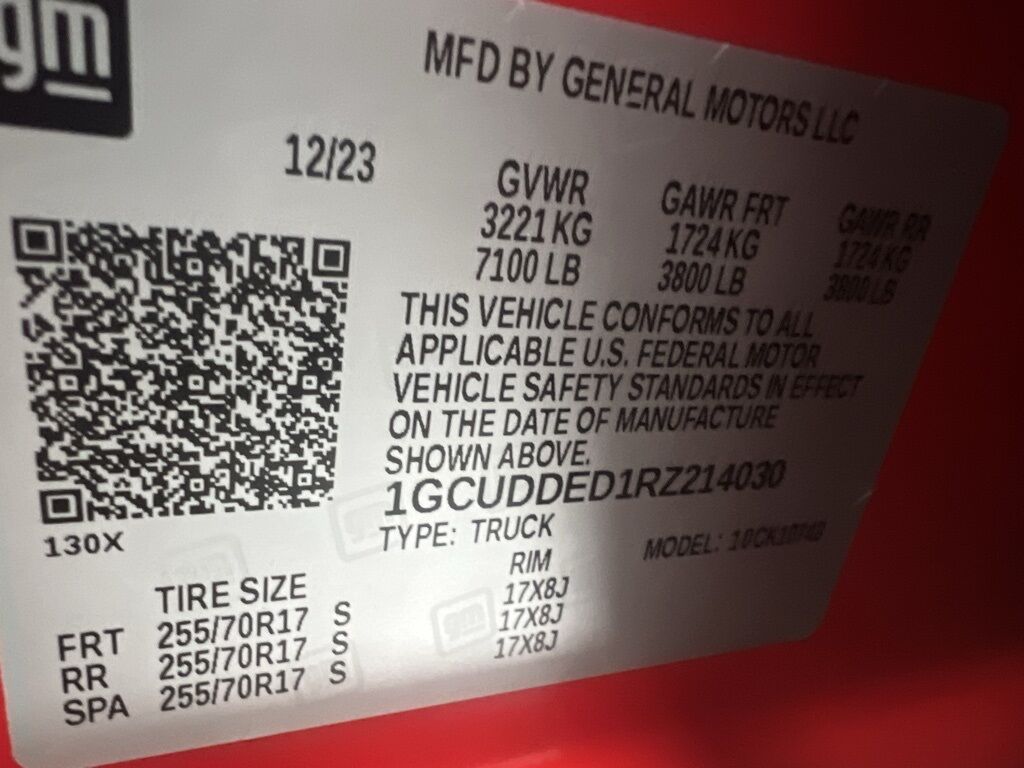 gm
MFD BY GENERAL MOTORS LLC
12/23
GVWR GAWR FRT GAWR RR
3221 KG 1724 KG 1724 KG
7100 LB 3800 LB 3800 LB
THIS VEHICLE CONFORMS TO ALL
APPLICABLE U.S. FEDERAL MOTOR
VEHICLE SAFETY STANDARDS IN EFFECT
ON THE DATE OF MANUFACTURE
SHOWN ABOVE.
1GCUDDED1RZ214030
130X
TYPE: TRUCK MODEL:
TIRE SIZE RIM
FRT 255/70R17 S 17X8J
RR 255/70R17 S 17X8J
SPA 255/70R17 S 17X8J
gm